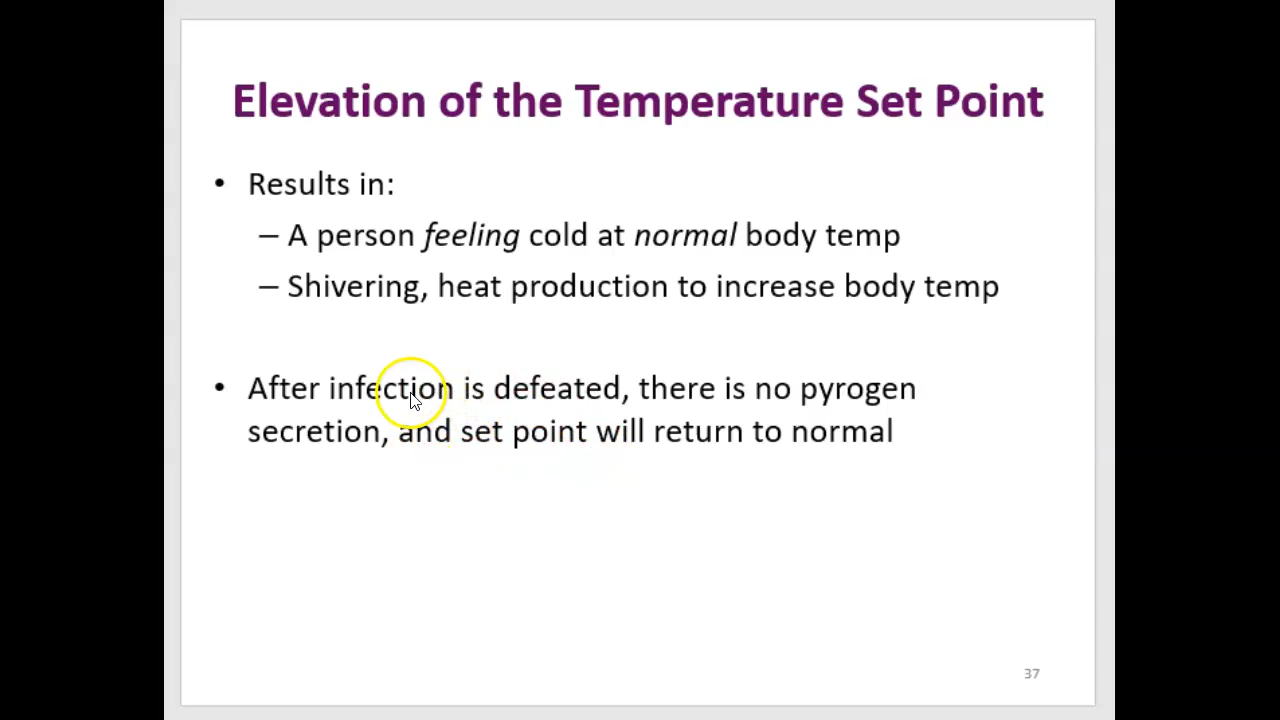 Elevation of the Temperature Set Point
• Results in:
– A person feeling cold at normal body temp
– Shivering, heat production to increase body temp
• After infection is defeated, there is no pyrogen
secretion, and set point will return to normal
37